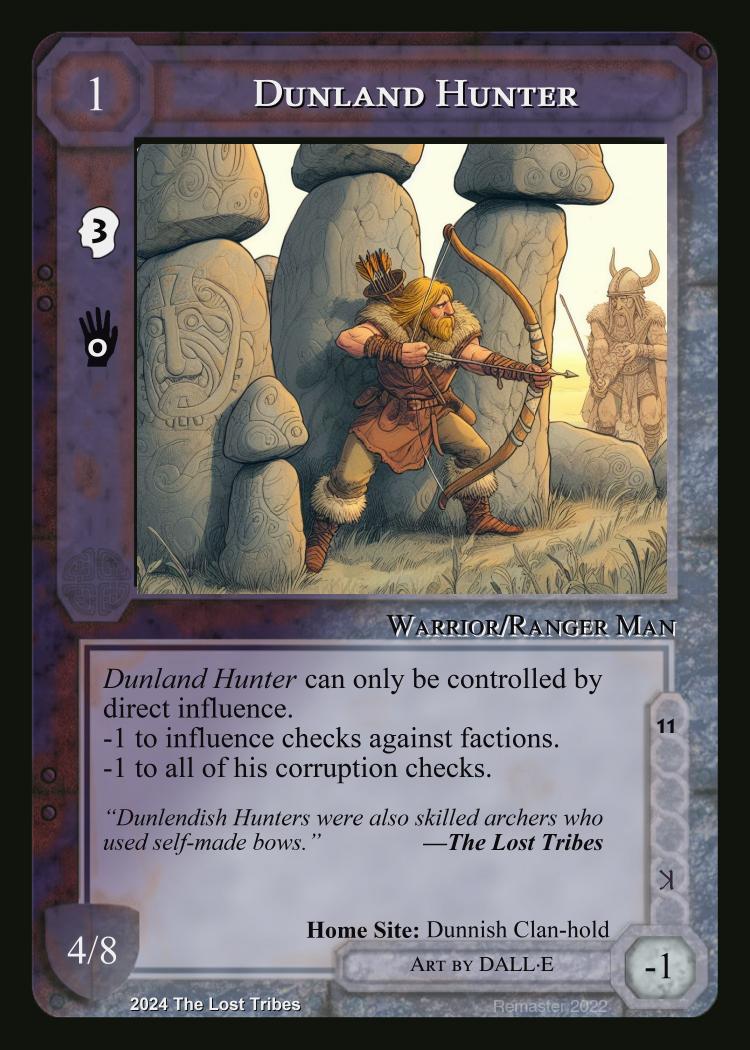 1
Dunland Hunter
3
0
Warrior/Ranger Man
Dunland Hunter can only be controlled by
direct influence.
-1 to influence checks against factions.
-1 to all of his corruption checks.
11
“Dunlendish Hunters were also skilled archers who
used self-made bows.” —The Lost Tribes
Home Site: Dunnish Clan-hold
4/8
Art by DALL·E
-1
2024 The Lost Tribes
Remaster 2022